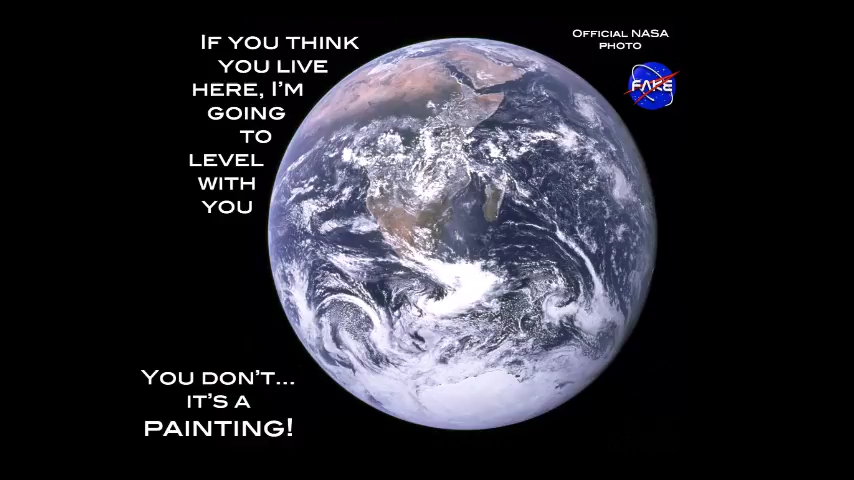 If you think
you live
here, I'm
going
to
level
with
you
Official NASA
photo
FAKE
You don't...
it's a
painting!